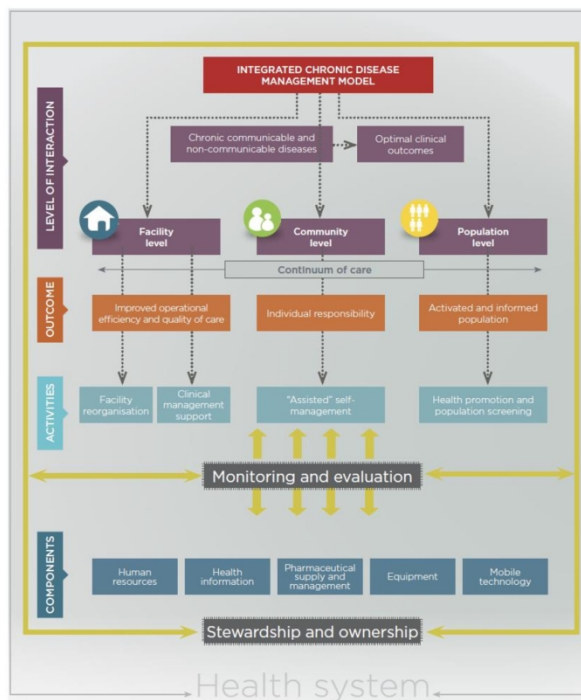 INTEGRATED CHRONIC DISEASE
MANAGEMENT MODEL
LEVEL OF INTERACTION
Chronic communicable and
non-communicable diseases
Optimal clinical
outcomes
Facility
level
Community
level
Population
level
Continuum of care
OUTCOME
Improved operational
efficiency and quality of care
Individual responsibility
Activated and informed
population
ACTIVITIES
Facility
reorganisation
Clinical
management
support
"Assisted" self-
management
Health promotion and
population screening
Monitoring and evaluation
COMPONENTS
Human
resources
Health
information
Pharmaceutical
supply and
management
Equipment
Mobile
technology
Stewardship and ownership
Health system